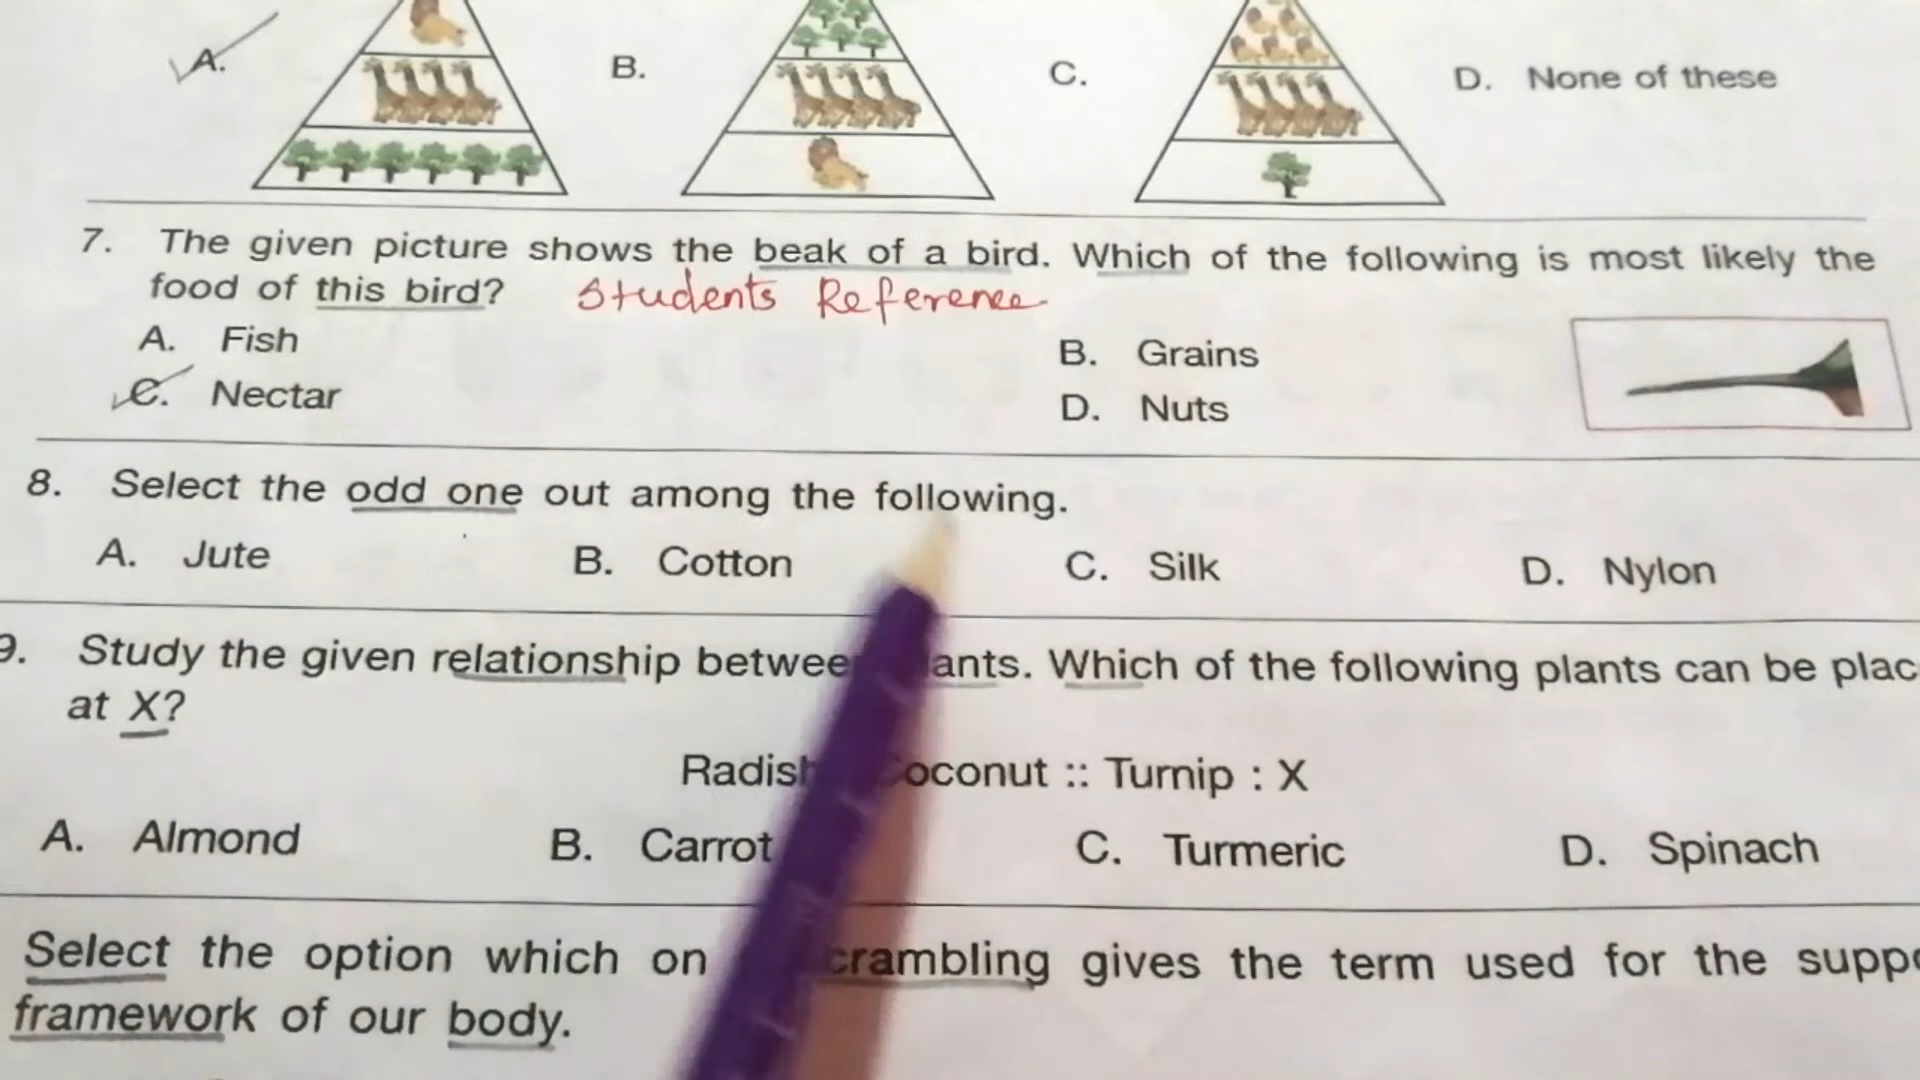 A.
B.
C.
D. None of these
7. The given picture shows the beak of a bird. Which of the following is most likely the
food of this bird? Students Reference
A. Fish
B. Grains
C. Nectar
D. Nuts
8. Select the odd one out among the following.
A. Jute B. Cotton C. Silk D. Nylon
9. Study the given relationship between ants. Which of the following plants can be plac
at X?
Radish oconut :: Turnip : X
A. Almond B. Carrot C. Turmeric D. Spinach
Select the option which on crambling gives the term used for the suppo
framework of our body.